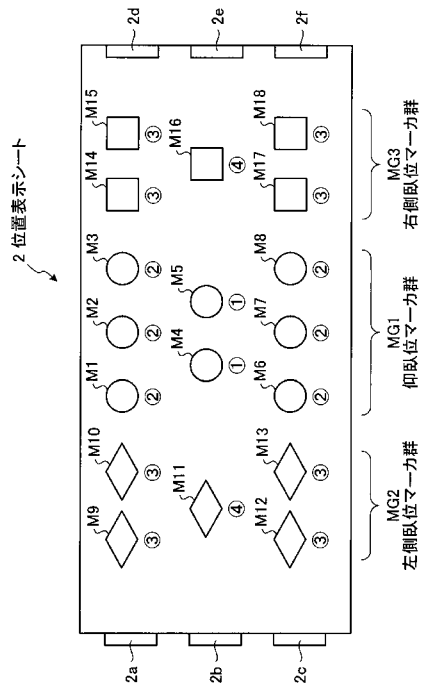 2 位置表示シート
2d
2e
2f
M15
③
M14
③
M16
④
M18
③
M17
③
M3
②
M2
②
M1
②
M5
①
M4
①
M8
②
M7
②
M6
②
M10
③
M9
③
M11
④
M13
③
M12
③
2a
2b
2c
MG2
左側臥位マーカ群
MG1
仰臥位マーカ群
MG3
右側臥位マーカ群